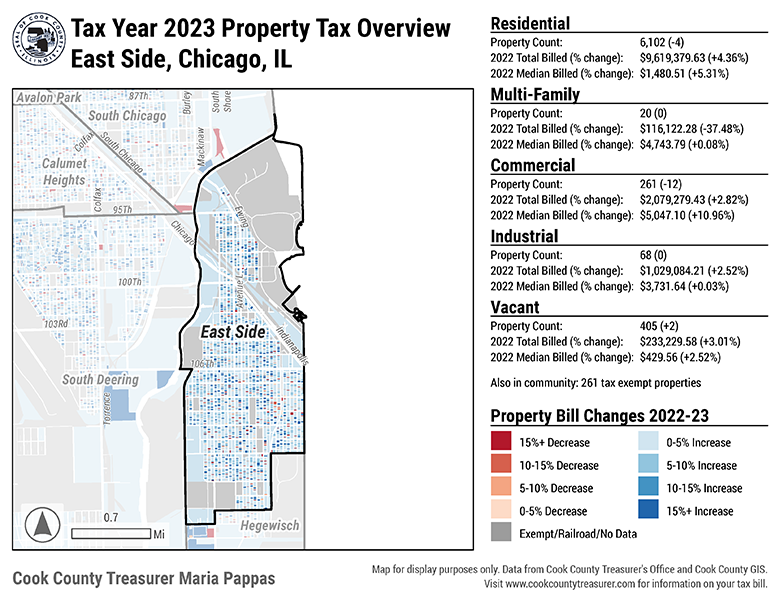 SEAL OF COOK COUNTY
ILLINOIS
Tax Year 2023 Property Tax Overview
East Side, Chicago, IL
Avalon Park
87Th
South Chicago
Burley
South Shore
Mackinaw
Colfax
South Chicago
Calumet
Heights
Colfax
95Th
Ewing
Chicago
100Th
Avenue L
103Rd
East Side
Indianapolis
106Th
South Deering
Torrence
0.7
Mi
Hegewisch
Residential
Property Count: 6,102 (-4)
2022 Total Billed (% change): $9,619,379.63 (+4.36%)
2022 Median Billed (% change): $1,480.51 (+5.31%)
Multi-Family
Property Count: 20 (0)
2022 Total Billed (% change): $116,122.28 (-37.48%)
2022 Median Billed (% change): $4,743.79 (+0.08%)
Commercial
Property Count: 261 (-12)
2022 Total Billed (% change): $2,079,279.43 (+2.82%)
2022 Median Billed (% change): $5,047.10 (+10.96%)
Industrial
Property Count: 68 (0)
2022 Total Billed (% change): $1,029,084.21 (+2.52%)
2022 Median Billed (% change): $3,731.64 (+0.03%)
Vacant
Property Count: 405 (+2)
2022 Total Billed (% change): $233,229.58 (+3.01%)
2022 Median Billed (% change): $429.56 (+2.52%)
Also in community: 261 tax exempt properties
Property Bill Changes 2022-23
15%+ Decrease 0-5% Increase
10-15% Decrease 5-10% Increase
5-10% Decrease 10-15% Increase
0-5% Decrease 15%+ Increase
Exempt/Railroad/No Data
Cook County Treasurer Maria Pappas
Map for display purposes only. Data from Cook County Treasurer's Office and Cook County GIS.
Visit www.cookcountytreasurer.com for information on your tax bill.